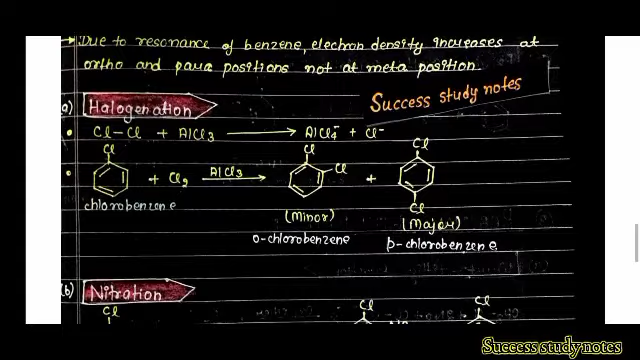 → Due to resonance of benzene, electron density increases at
ortho and para positions not at meta position
Success study notes
(a) Halogenation
• Cl-Cl + AlCl3 → AlCl4⁻ + Cl⁻
Cl Cl Cl
• + Cl2 AlCl3 → Cl +
Cl
chlorobenzene (Minor) (Major)
o-chlorobenzene p-chlorobenzene
(b) Nitration
Cl Cl Cl
Success study notes